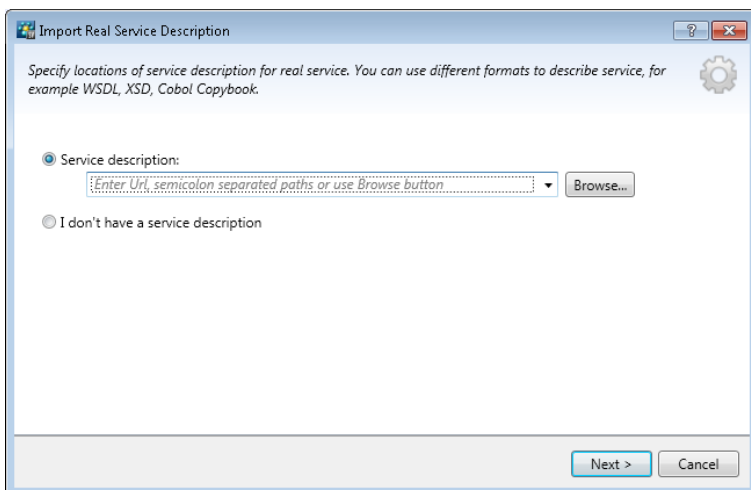 Import Real Service Description
Specify locations of service description for real service. You can use different formats to describe service, for
example WSDL, XSD, Cobol Copybook.
Service description:
Enter Url, semicolon separated paths or use Browse button
Browse...
I don't have a service description
Next >
Cancel